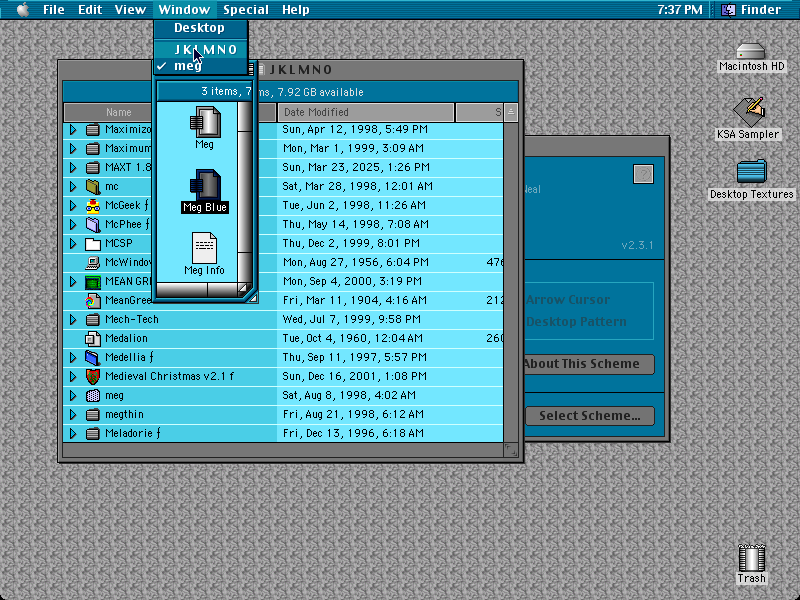 File Edit View Window Special Help 7:37 PM Finder
Desktop
JKLMNO
✓ meg
JKLMNO
3 items, 7 ms, 7.92 GB available
Name Date Modified S
Maximizo Sun, Apr 12, 1998, 5:49 PM
Maximum Mon, Mar 1, 1999, 3:09 AM
MAXT 1.8 Sun, Mar 23, 2025, 1:26 PM
mc Sat, Mar 28, 1998, 12:01 AM
McGeek ƒ Tue, Jun 2, 1998, 11:26 AM
McPhee ƒ Thu, May 14, 1998, 7:08 AM
MCSP Thu, Dec 2, 1999, 8:01 PM
McWindow Mon, Aug 27, 1956, 6:04 PM 476
MEAN GRE Mon, Sep 4, 2000, 3:19 PM
MeanGree Fri, Mar 11, 1904, 4:16 AM 212
Mech-Tech Wed, Jul 7, 1999, 9:58 PM
Medalion Tue, Oct 4, 1960, 12:04 AM 260
Medellia ƒ Thu, Sep 11, 1997, 5:57 PM
Medieval Christmas v2.1 f Sun, Dec 16, 2001, 1:08 PM
meg Sat, Aug 8, 1998, 4:02 AM
megthin Fri, Aug 21, 1998, 6:12 AM
Meladorie ƒ Fri, Dec 13, 1996, 6:18 AM
Meg
Meg Blue
Meg Info
Neal
?
v2.3.1
Arrow Cursor
Desktop Pattern
About This Scheme
Select Scheme...
Macintosh HD
KSA Sampler
Desktop Textures
Trash